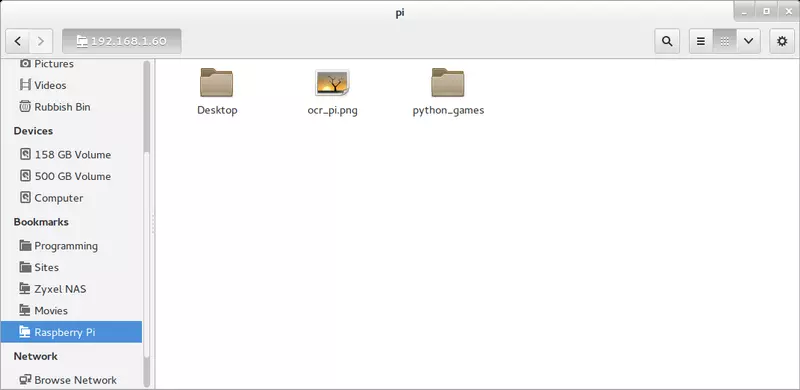 pi
192.168.1.60
Pictures
Videos
Rubbish Bin
Devices
158 GB Volume
500 GB Volume
Computer
Bookmarks
Programming
Sites
Zyxel NAS
Movies
Raspberry Pi
Network
Browse Network
Desktop
ocr_pi.png
python_games